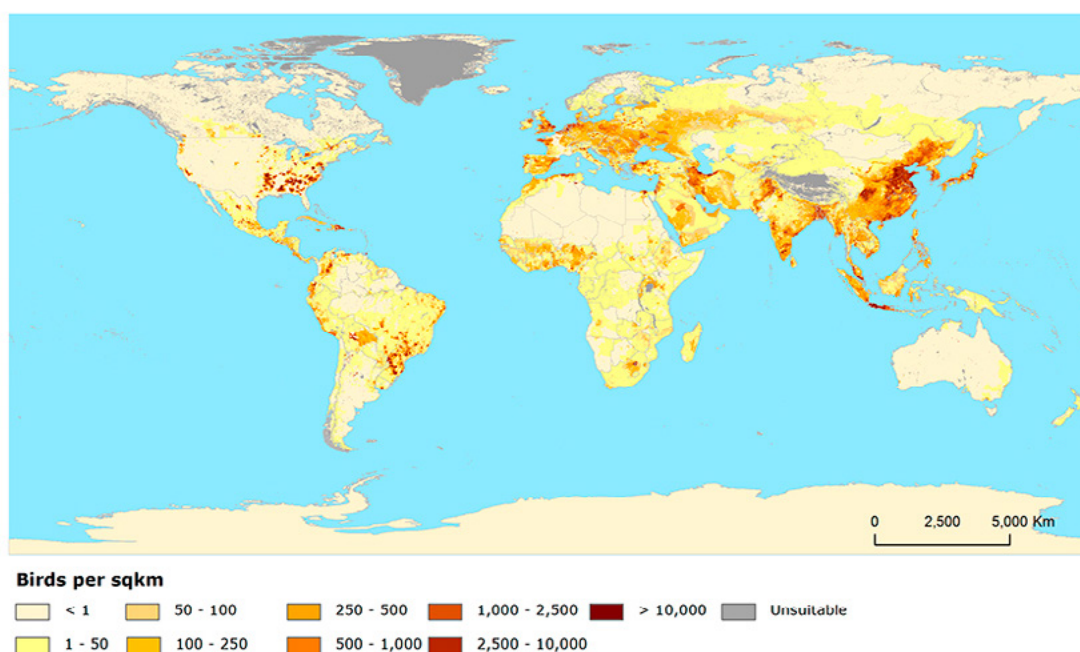 0 2,500 5,000 Km
Birds per sqkm
< 1 50 - 100 250 - 500 1,000 - 2,500 > 10,000 Unsuitable
1 - 50 100 - 250 500 - 1,000 2,500 - 10,000